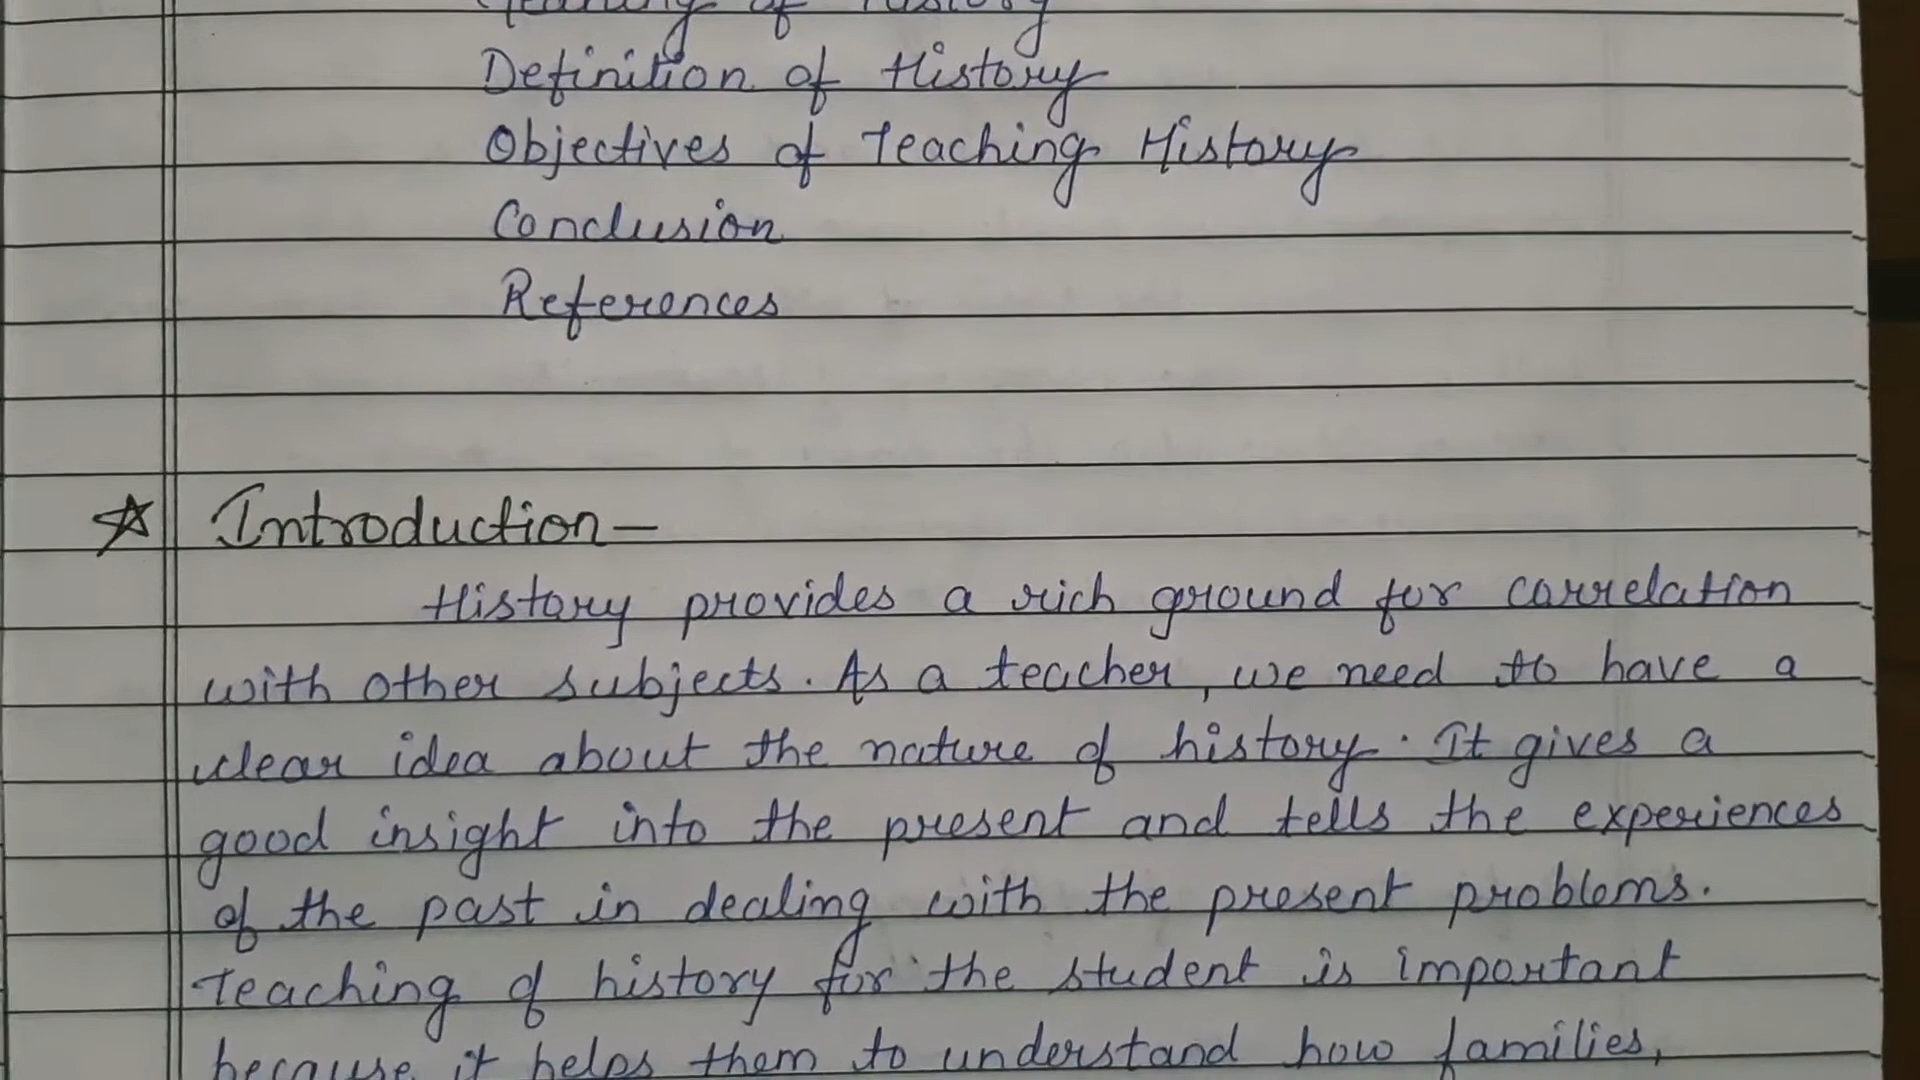 of History
Definition of History
Objectives of Teaching History
Conclusion
References
☆ Introduction—
History provides a rich ground for correlation
with other subjects. As a teacher, we need to have a
clear idea about the nature of history. It gives a
good insight into the present and tells the experiences
of the past in dealing with the present problems.
Teaching of history for the student is important
because it helps them to understand how families,